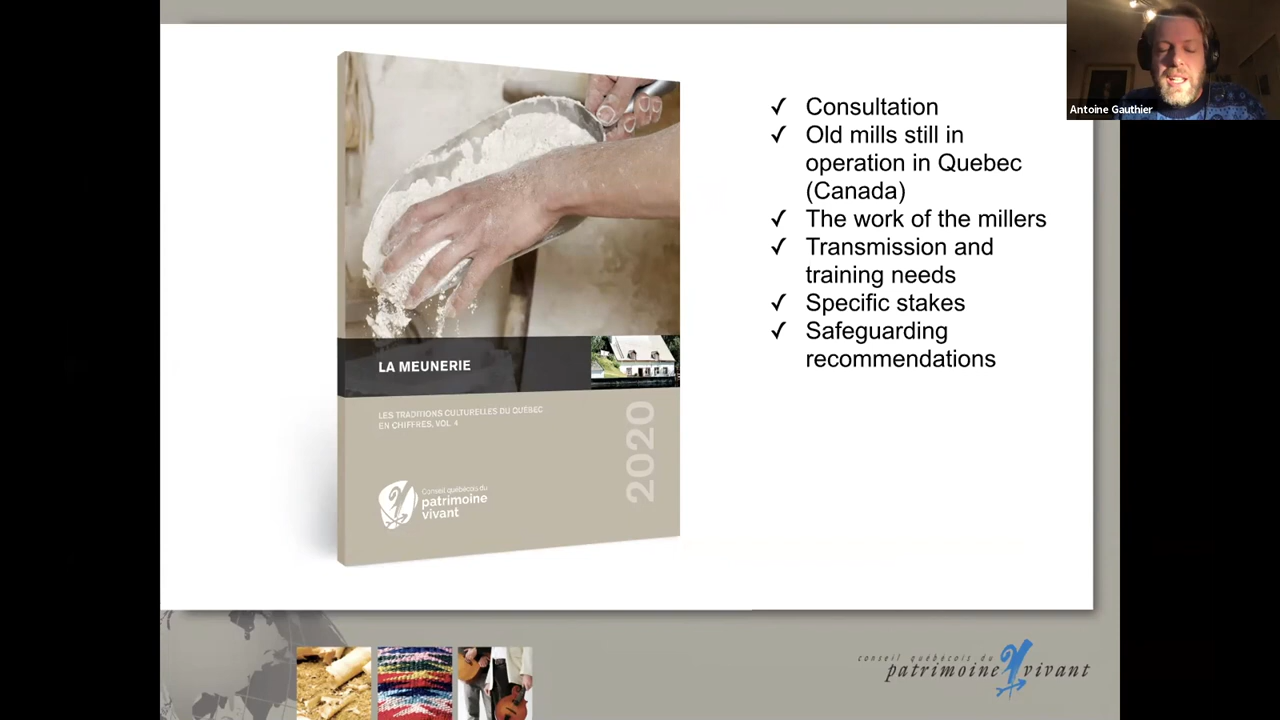 Antoine Gauthier
✓ Consultation
✓ Old mills still in
operation in Quebec
(Canada)
✓ The work of the millers
✓ Transmission and
training needs
✓ Specific stakes
✓ Safeguarding
recommendations
LA MEUNERIE
LES TRADITIONS CULTURELLES DU QUÉBEC
EN CHIFFRES, VOL. 4
2020
Conseil québécois du
patrimoine
vivant
conseil québécois du
patrimoine vivant